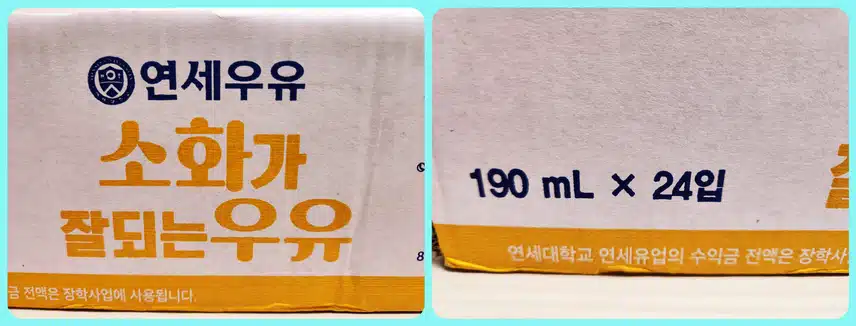 연세우유
소화가
잘되는우유
금 전액은 장학사업에 사용됩니다.
190 mL × 24입
연세대학교 연세유업의 수익금 전액은 장학사